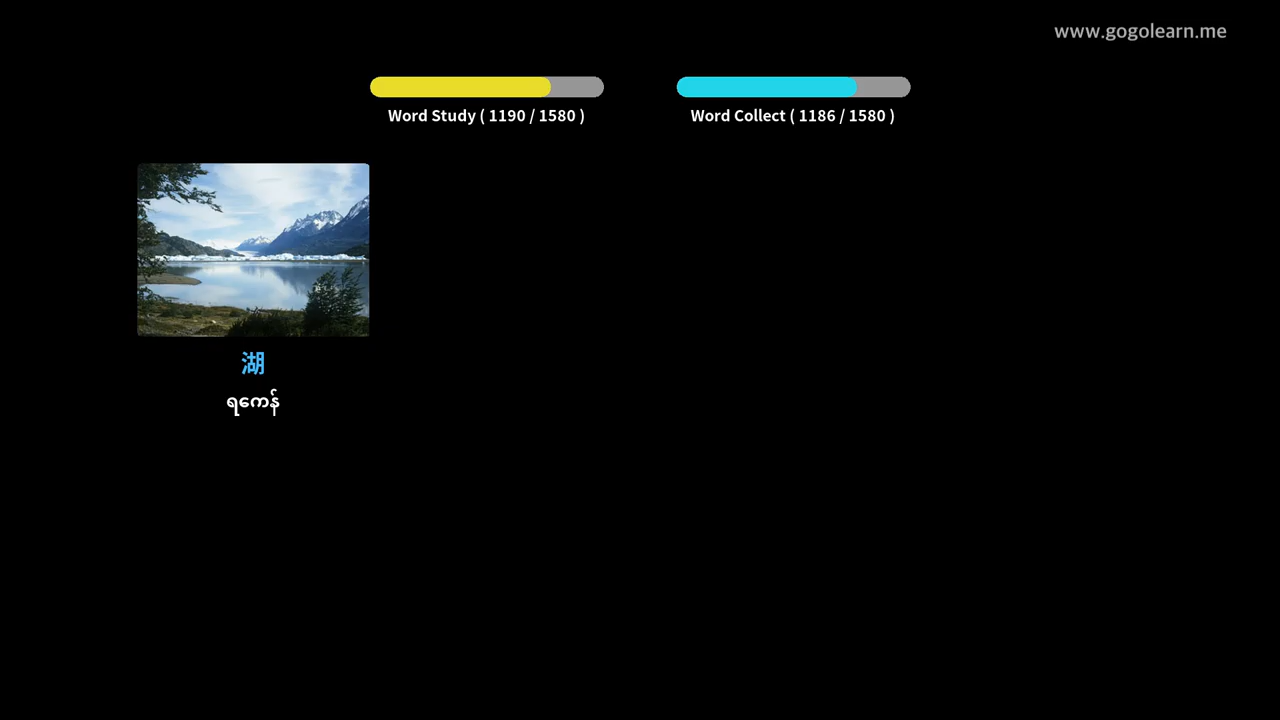 www.gogolearn.me
Word Study ( 1190 / 1580 )
Word Collect ( 1186 / 1580 )
湖
ရေကန်